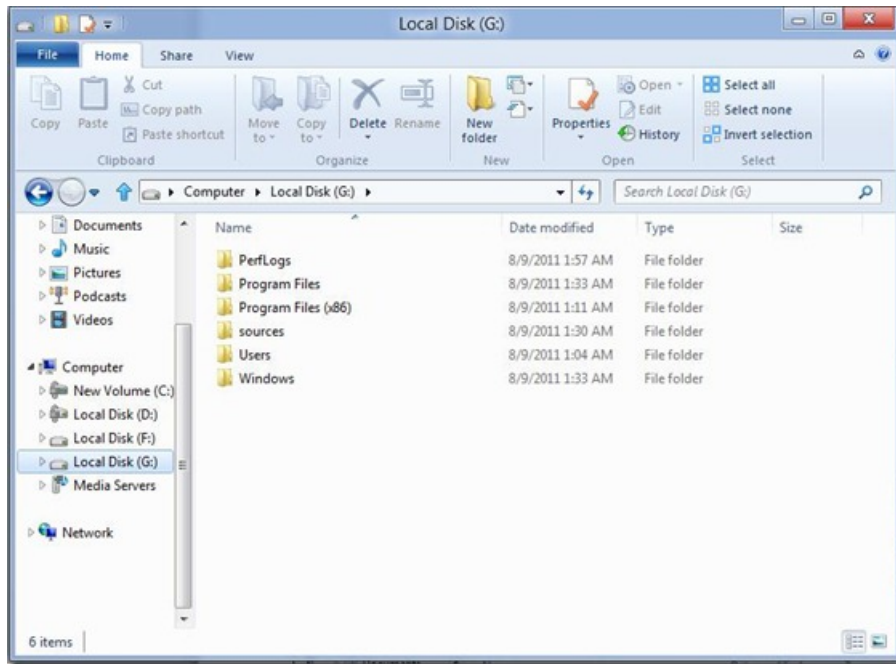 Local Disk (G:)
File Home Share View
Copy
Paste
Cut
Copy path
Paste shortcut
Clipboard
Move to
Copy to
Delete
Rename
Organize
New folder
New
Properties
Open
Edit
History
Open
Select all
Select none
Invert selection
Select
Computer Local Disk (G:)
Search Local Disk (G:)
Documents
Music
Pictures
Podcasts
Videos
Computer
New Volume (C:)
Local Disk (D:)
Local Disk (F:)
Local Disk (G:)
Media Servers
Network
Name Date modified Type Size
PerfLogs 8/9/2011 1:57 AM File folder
Program Files 8/9/2011 1:33 AM File folder
Program Files (x86) 8/9/2011 1:11 AM File folder
sources 8/9/2011 1:30 AM File folder
Users 8/9/2011 1:04 AM File folder
Windows 8/9/2011 1:33 AM File folder
6 items